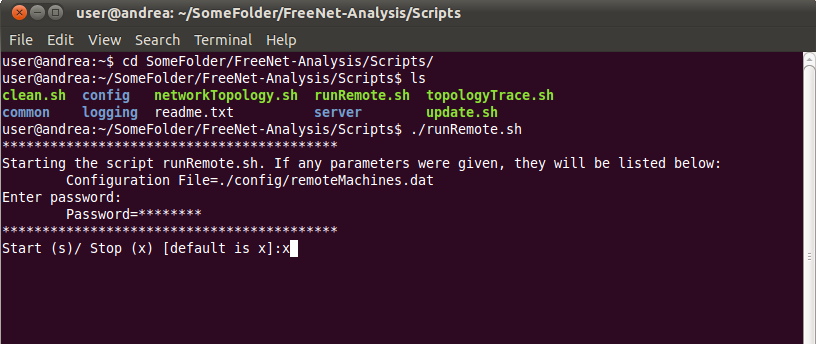 user@andrea: ~/SomeFolder/FreeNet-Analysis/Scripts
File Edit View Search Terminal Help
user@andrea:~$ cd SomeFolder/FreeNet-Analysis/Scripts/
user@andrea:~/SomeFolder/FreeNet-Analysis/Scripts$ ls
clean.sh config networkTopology.sh runRemote.sh topologyTrace.sh
common logging readme.txt server update.sh
user@andrea:~/SomeFolder/FreeNet-Analysis/Scripts$ ./runRemote.sh
******************************************
Starting the script runRemote.sh. If any parameters were given, they will be listed below:
Configuration File=./config/remoteMachines.dat
Enter password:
Password=********
******************************************
Start (s)/ Stop (x) [default is x]:x